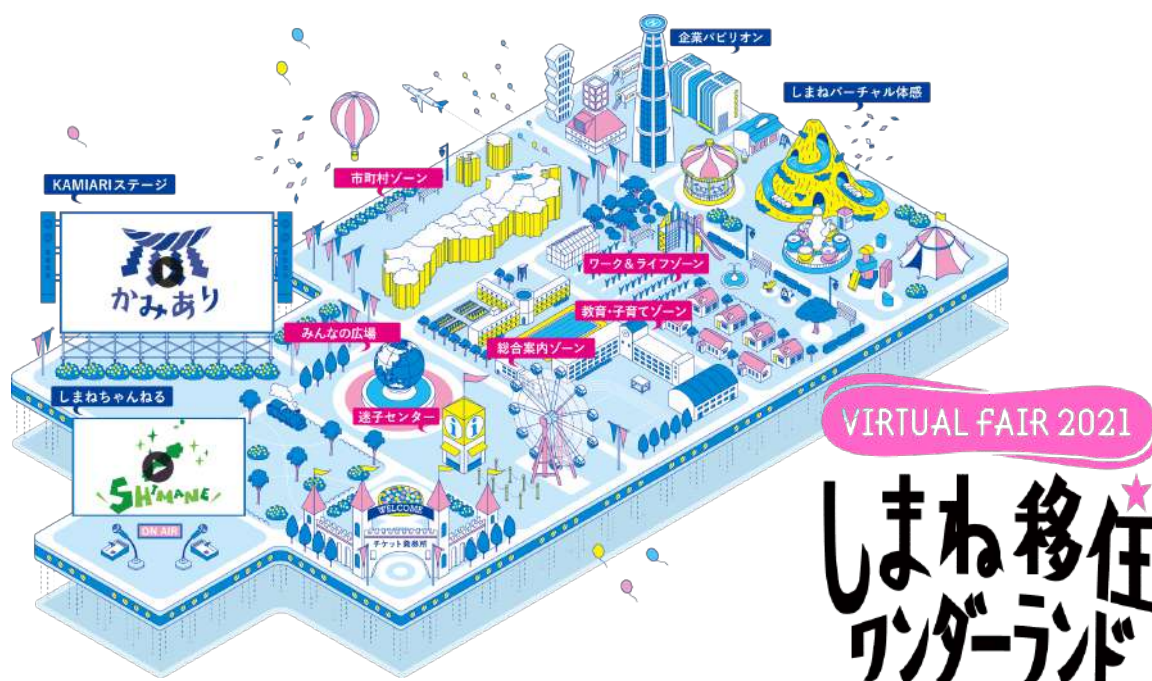 企業パビリオン
しまねバーチャル体感
KAMIARIステージ
市町村ゾーン
かみあり
ワーク&ライフゾーン
教育・子育てゾーン
みんなの広場
総合案内ゾーン
しまねちゃんねる
迷子センター
SHIMANE
ON AIR
WELCOME
チケット発券所
VIRTUAL FAIR 2021
しまね移住
ワンダーランド